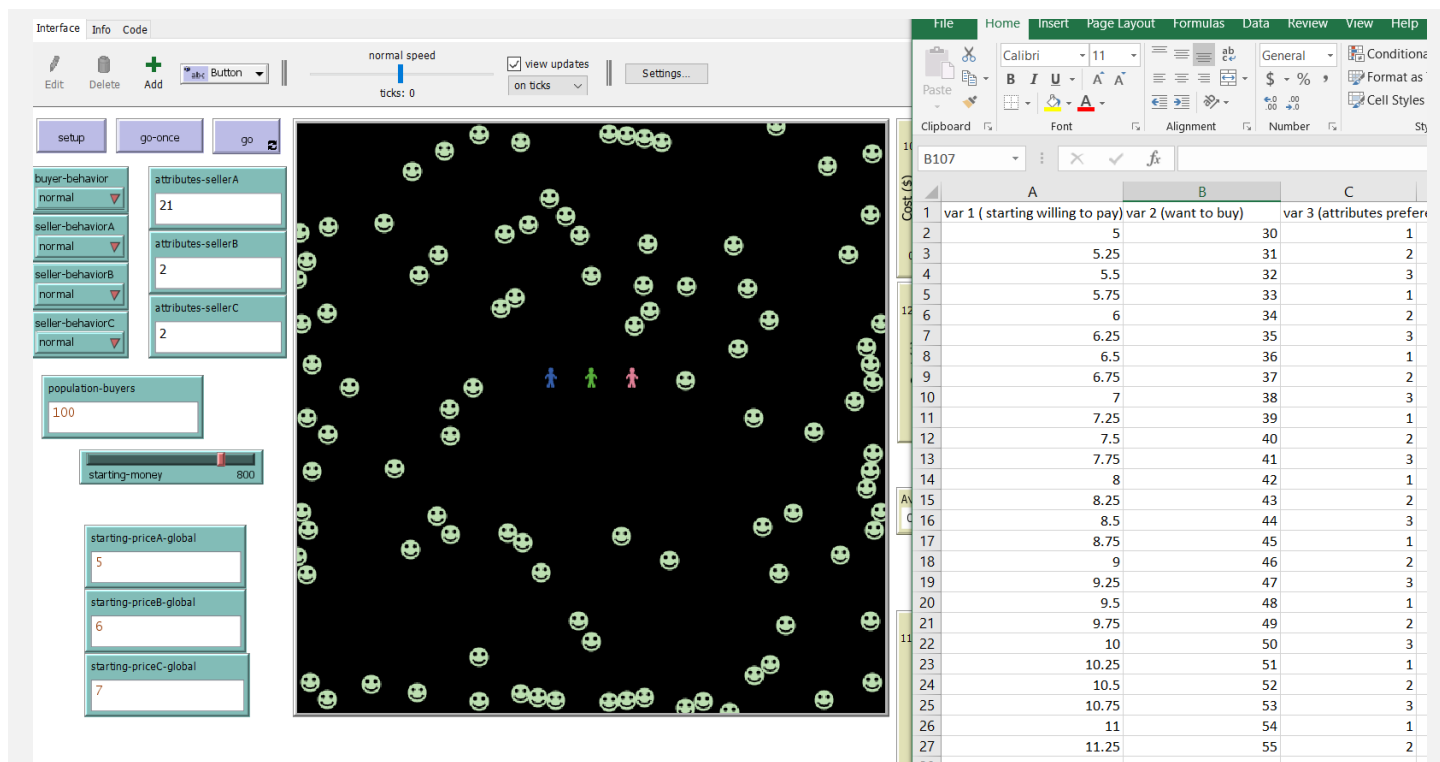 Interface Info Code
Edit Delete Add
abc Button
normal speed
ticks: 0
view updates
on ticks
Settings...
setup
go-once
go
buyer-behavior
normal
seller-behaviorA
normal
seller-behaviorB
normal
seller-behaviorC
normal
attributes-sellerA
21
attributes-sellerB
2
attributes-sellerC
2
population-buyers
100
starting-money 800
starting-priceA-global
5
starting-priceB-global
6
starting-priceC-global
7
10
Cost ($)
12
Av
11
File Home Insert Page Layout Formulas Data Review View Help
Paste
Calibri 11
B I U A A
ab
General
$ % ,
Conditiona
Format as
Cell Styles
Clipboard Font Alignment Number Sty
B107 fx
A B C
1 var 1 ( starting willing to pay) var 2 (want to buy) var 3 (attributes prefere
2 5 30 1
3 5.25 31 2
4 5.5 32 3
5 5.75 33 1
6 6 34 2
7 6.25 35 3
8 6.5 36 1
9 6.75 37 2
10 7 38 3
11 7.25 39 1
12 7.5 40 2
13 7.75 41 3
14 8 42 1
15 8.25 43 2
16 8.5 44 3
17 8.75 45 1
18 9 46 2
19 9.25 47 3
20 9.5 48 1
21 9.75 49 2
22 10 50 3
23 10.25 51 1
24 10.5 52 2
25 10.75 53 3
26 11 54 1
27 11.25 55 2